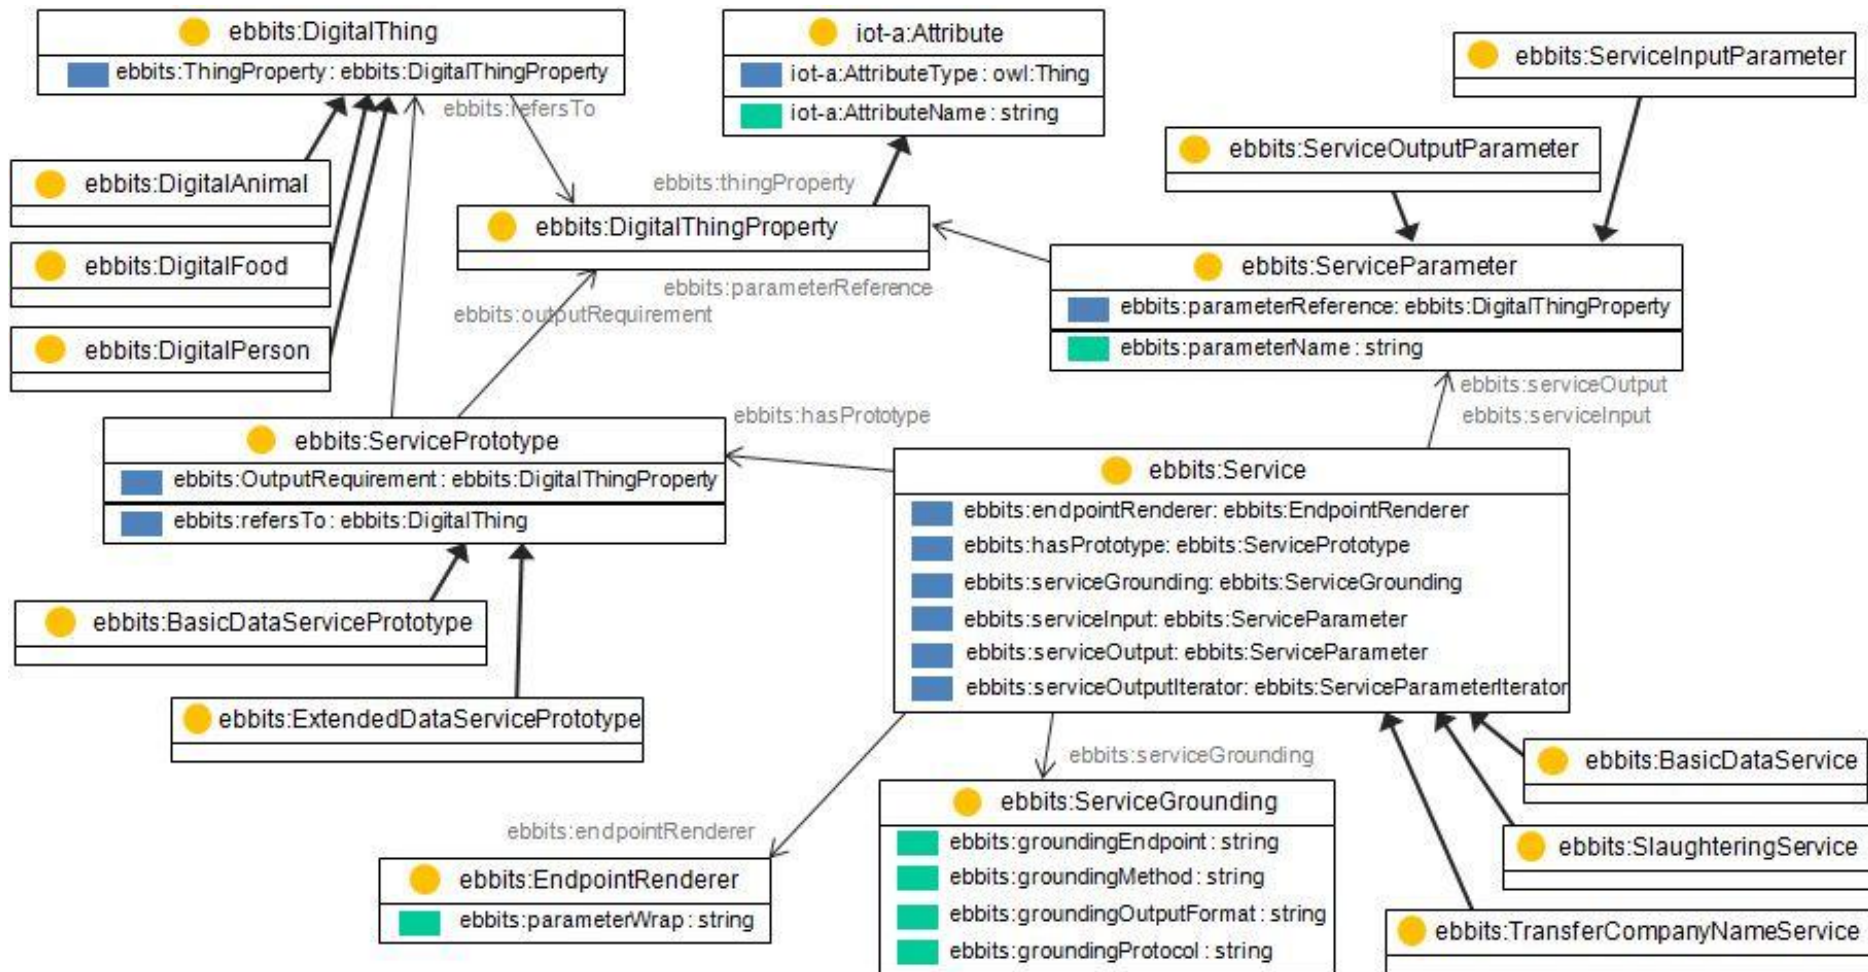 ebbits:DigitalThing
ebbits:ThingProperty : ebbits:DigitalThingProperty
iot-a:Attribute
iot-a:AttributeType : owl:Thing
iot-a:AttributeName : string
ebbits:ServiceInputParameter
ebbits:refersTo
ebbits:ServiceOutputParameter
ebbits:DigitalAnimal
ebbits:thingProperty
ebbits:DigitalThingProperty
ebbits:DigitalFood
ebbits:parameterReference
ebbits:outputRequirement
ebbits:DigitalPerson
ebbits:ServiceParameter
ebbits:parameterReference: ebbits:DigitalThingProperty
ebbits:parameterName : string
ebbits:serviceOutput
ebbits:serviceInput
ebbits:hasPrototype
ebbits:ServicePrototype
ebbits:OutputRequirement : ebbits:DigitalThingProperty
ebbits:refersTo : ebbits:DigitalThing
ebbits:Service
ebbits:endpointRenderer: ebbits:EndpointRenderer
ebbits:hasPrototype: ebbits:ServicePrototype
ebbits:serviceGrounding: ebbits:ServiceGrounding
ebbits:serviceInput: ebbits:ServiceParameter
ebbits:serviceOutput: ebbits:ServiceParameter
ebbits:serviceOutputIterator: ebbits:ServiceParameterIterator
ebbits:BasicDataServicePrototype
ebbits:ExtendedDataServicePrototype
ebbits:serviceGrounding
ebbits:BasicDataService
ebbits:ServiceGrounding
ebbits:groundingEndpoint : string
ebbits:groundingMethod : string
ebbits:groundingOutputFormat : string
ebbits:groundingProtocol : string
ebbits:endpointRenderer
ebbits:EndpointRenderer
ebbits:parameterWrap : string
ebbits:SlaughteringService
ebbits:TransferCompanyNameService